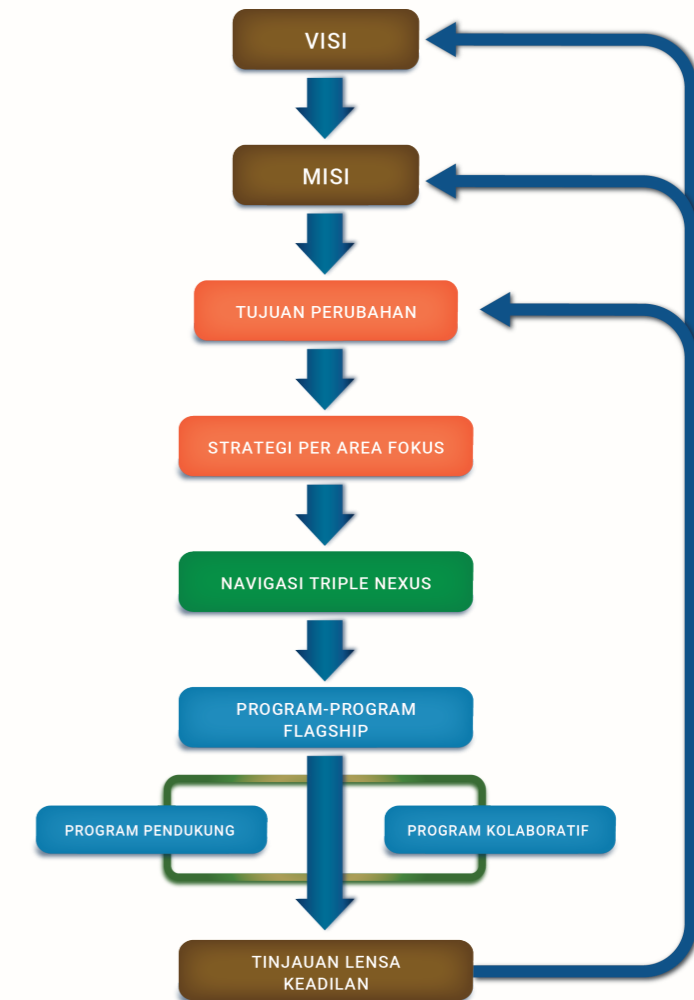 VISI
MISI
TUJUAN PERUBAHAN
STRATEGI PER AREA FOKUS
NAVIGASI TRIPLE NEXUS
PROGRAM-PROGRAM
FLAGSHIP
PROGRAM PENDUKUNG
PROGRAM KOLABORATIF
TINJAUAN LENSA
KEADILAN